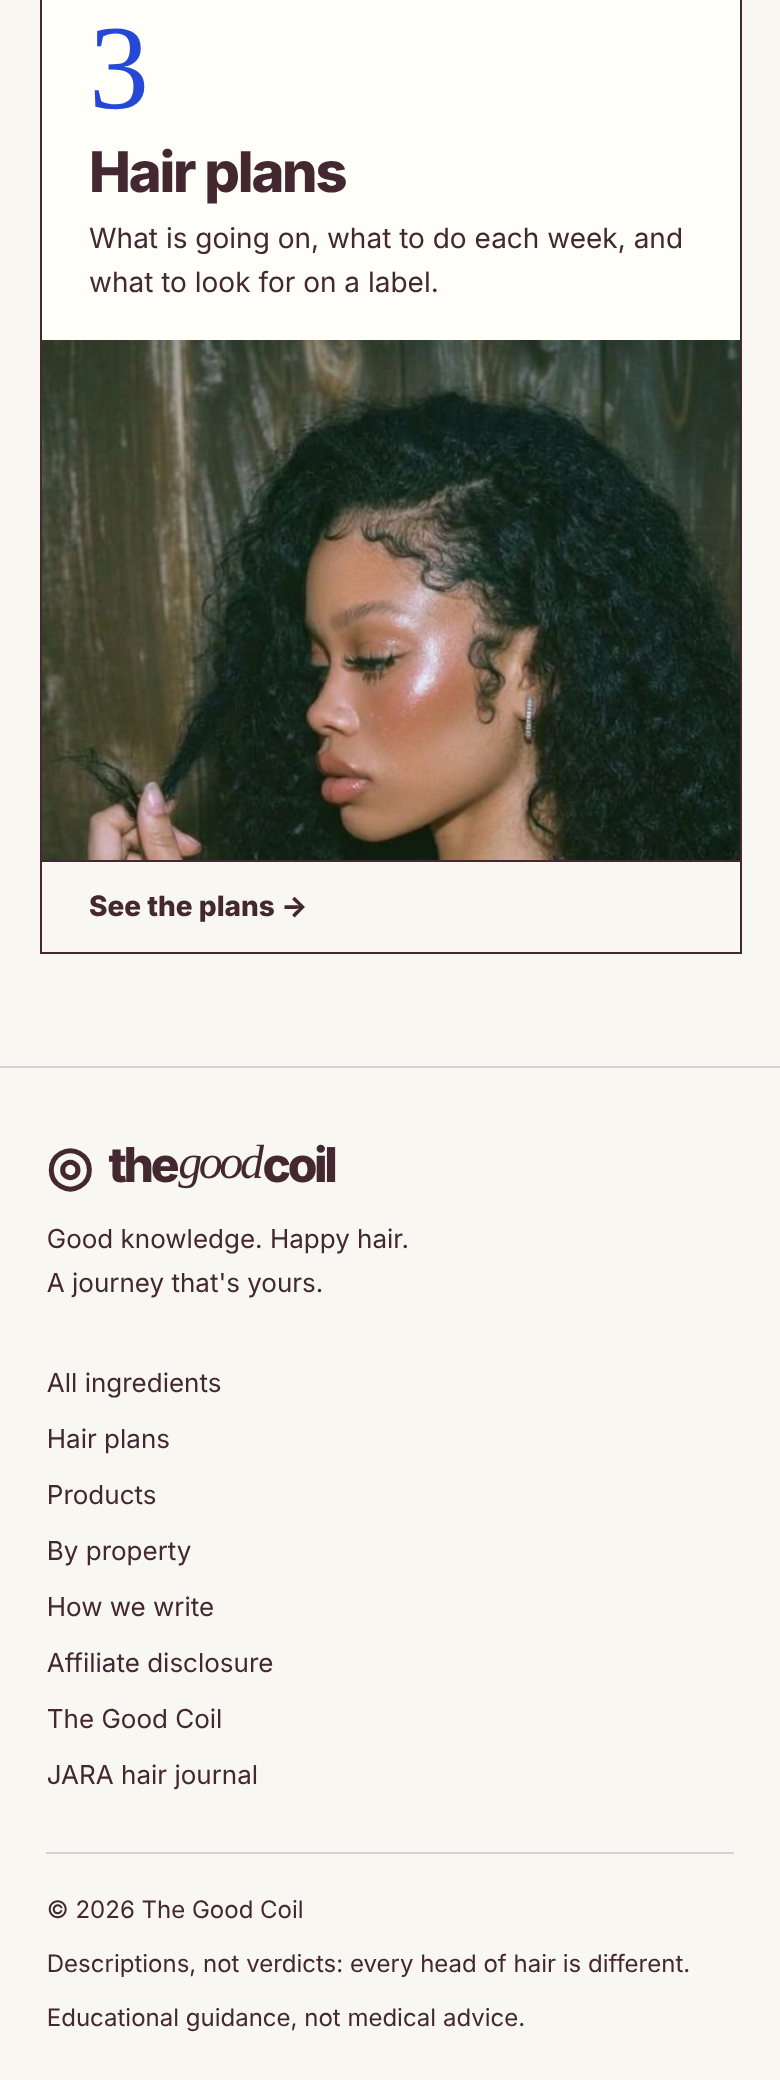 3
Hair plans
What is going on, what to do each week, and
what to look for on a label.
See the plans →
thegoodcoil
Good knowledge. Happy hair.
A journey that's yours.
All ingredients
Hair plans
Products
By property
How we write
Affiliate disclosure
The Good Coil
JARA hair journal
© 2026 The Good Coil
Descriptions, not verdicts: every head of hair is different.
Educational guidance, not medical advice.